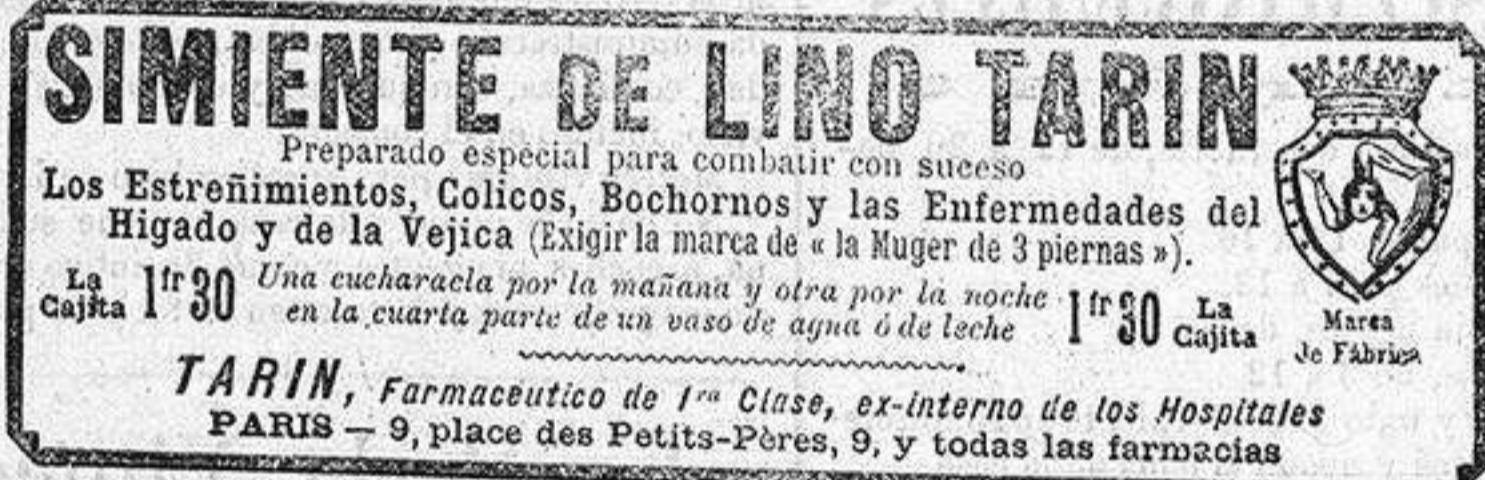 SIMIENTE DE LINO TARIN
Preparado especial para combatir con suceso
Los Estreñimientos, Colicos, Bochornos y las Enfermedades del
Higado y de la Vejica (Exigir la marca de « la Muger de 3 piernas »).
La Cajita 1 fr 30
Una cucharacla por la mañana y otra por la noche
en la cuarta parte de un vaso de agua ó de leche
1 fr 30 La Cajita
Marca
de Fábrica
TARIN, Farmaceutico de 1ra Clase, ex-interno de los Hospitales
PARIS — 9, place des Petits-Pères, 9, y todas las farmacias